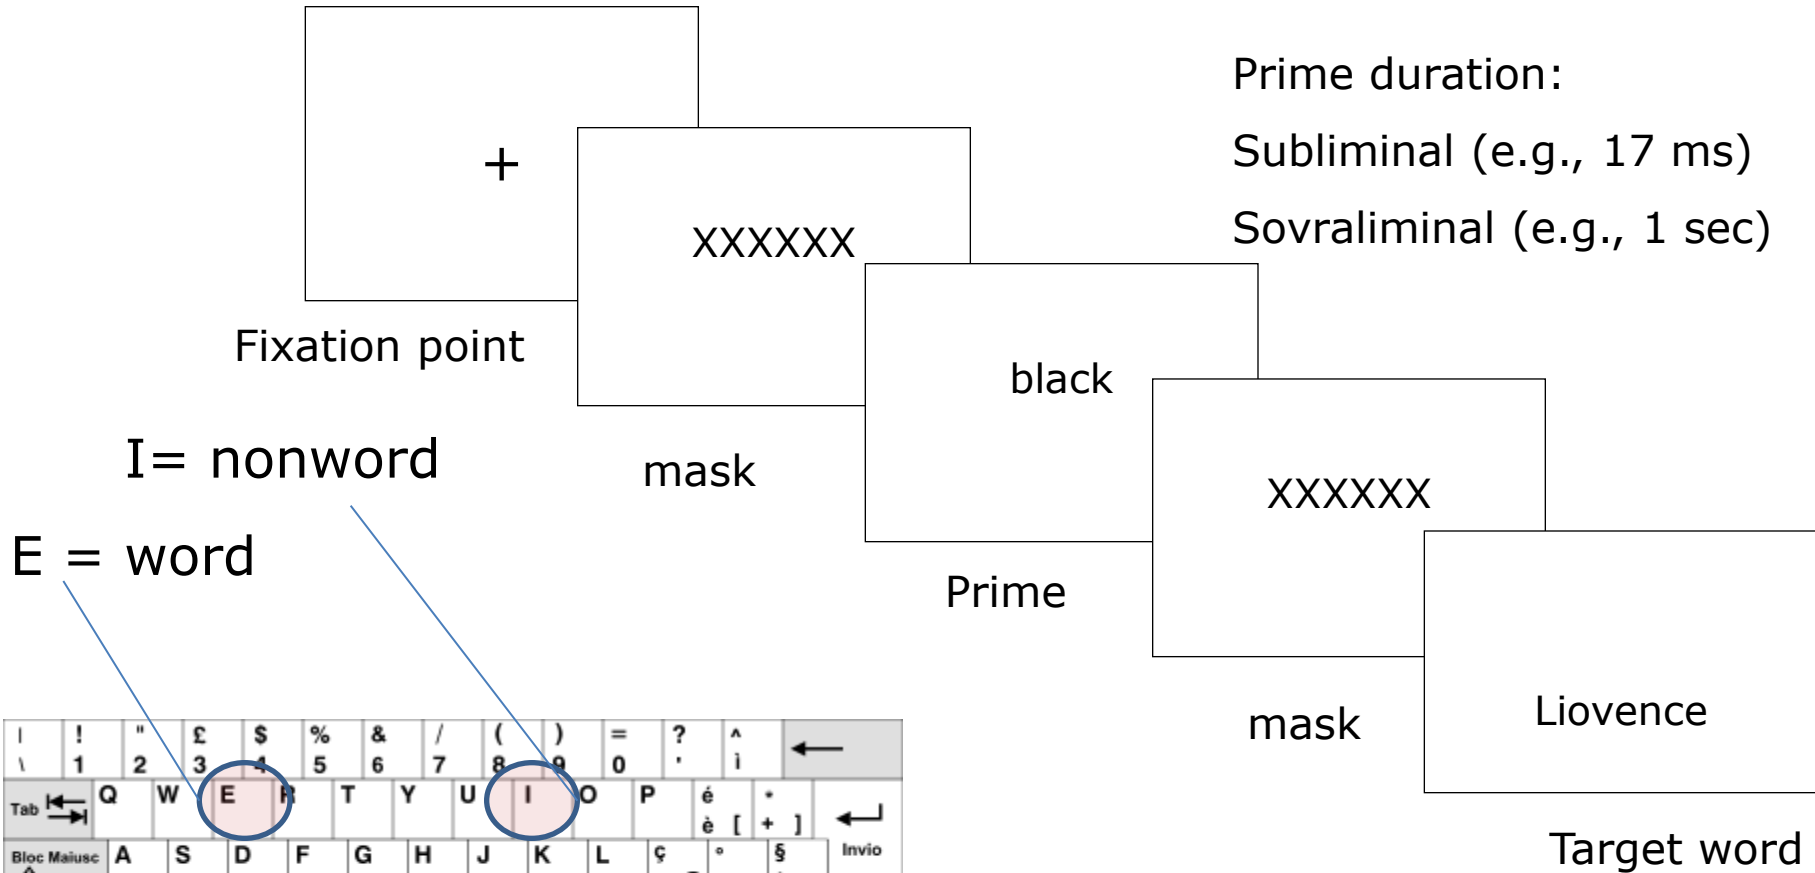 Prime duration:
Subliminal (e.g., 17 ms)
Sovraliminal (e.g., 1 sec)
+
Fixation point
XXXXXX
mask
black
Prime
XXXXXX
mask
Liovence
Target word
I= nonword
E = word
| ! " £ $ % & / ( ) = ? ^
\ 1 2 3 4 5 6 7 8 9 0 ' ì
Tab Q W E R T Y U I O P é *
è [ + ]
Bloc Maiusc A S D F G H J K L ç ° § Invio